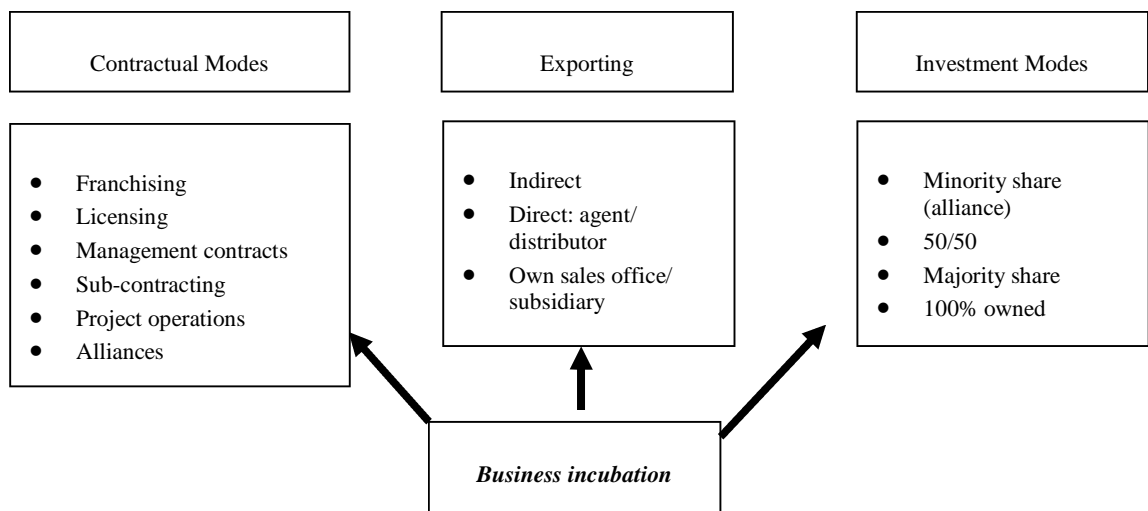 Contractual Modes
Exporting
Investment Modes
● Franchising
● Licensing
● Management contracts
● Sub-contracting
● Project operations
● Alliances
● Indirect
● Direct: agent/
distributor
● Own sales office/
subsidiary
● Minority share
(alliance)
● 50/50
● Majority share
● 100% owned
Business incubation